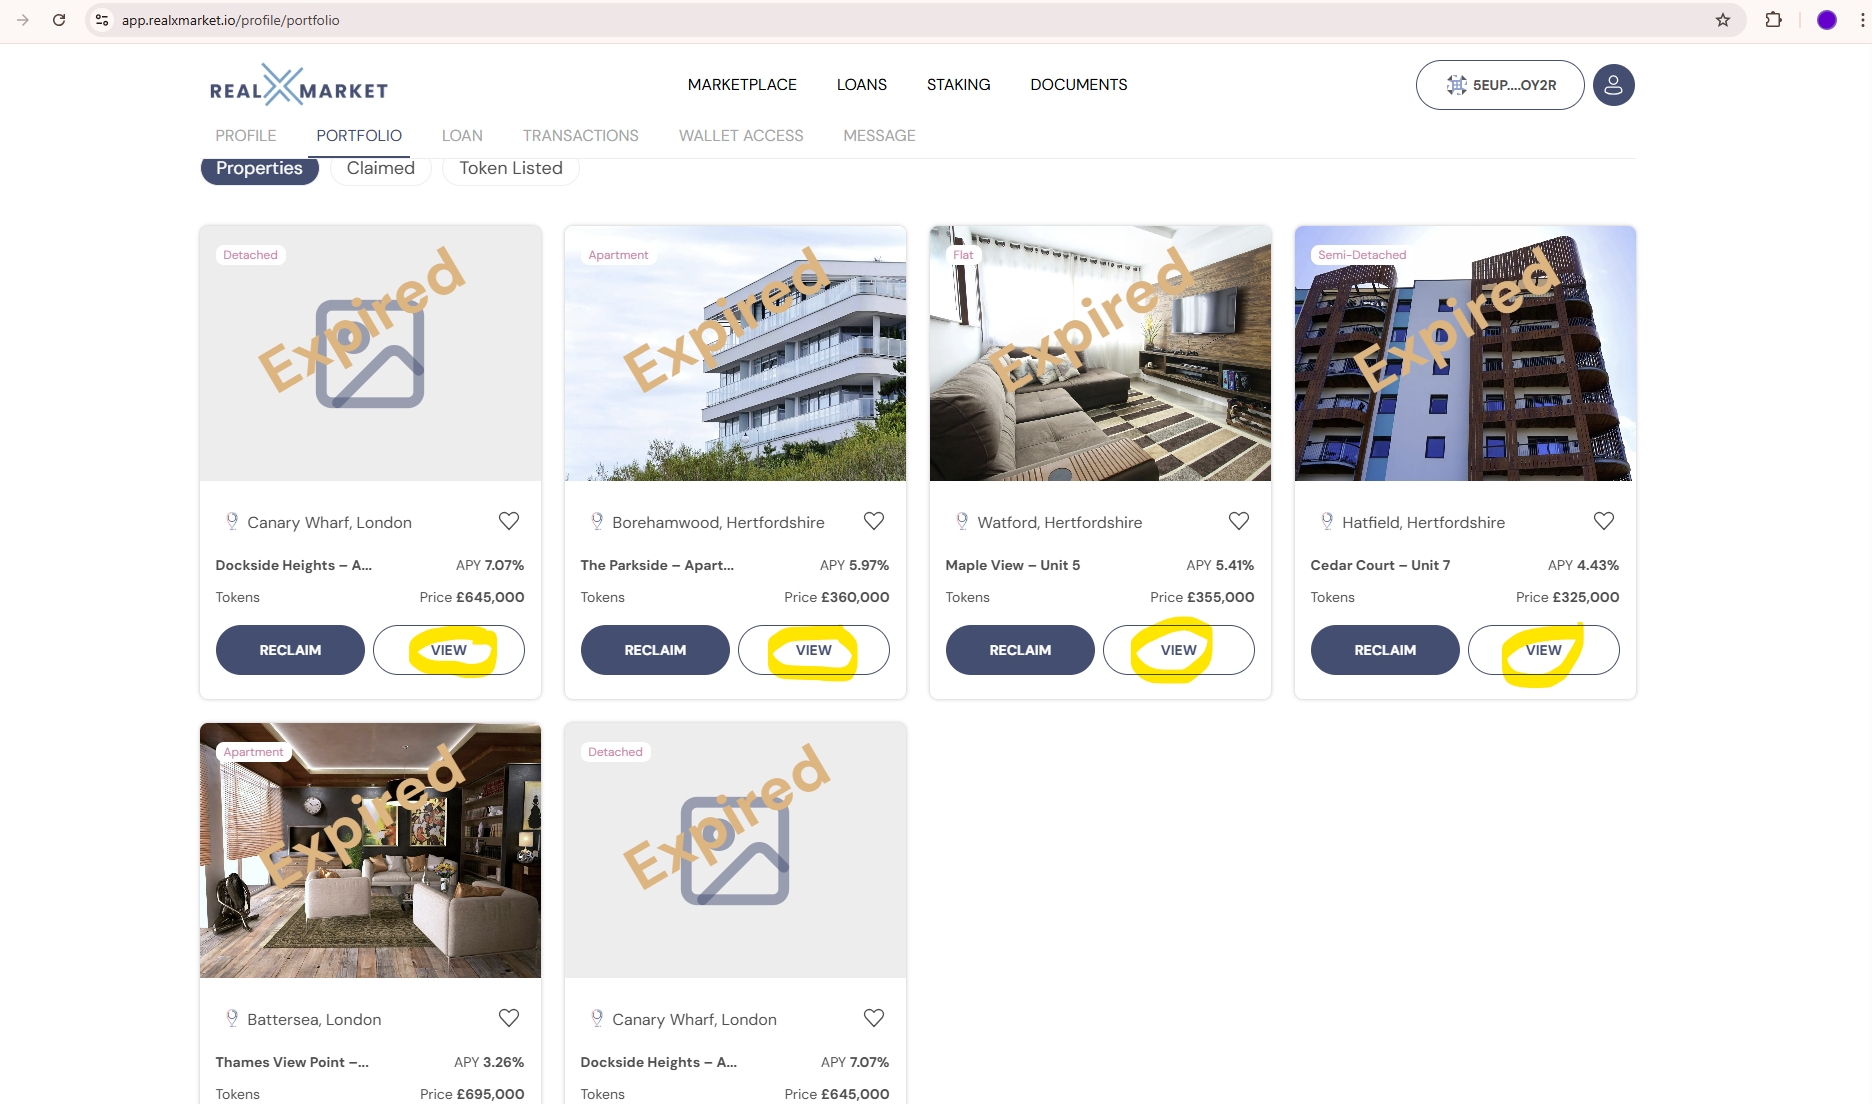 app.realxmarket.io/profile/portfolio
REAL MARKET
MARKETPLACE
LOANS
STAKING
DOCUMENTS
5EUP....OY2R
PROFILE
PORTFOLIO
LOAN
TRANSACTIONS
WALLET ACCESS
MESSAGE
Properties
Claimed
Token Listed
Detached
Expired
Canary Wharf, London
Dockside Heights – A...
APY 7.07%
Tokens
Price £645,000
RECLAIM
VIEW
Apartment
Expired
Borehamwood, Hertfordshire
The Parkside – Apart...
APY 5.97%
Tokens
Price £360,000
RECLAIM
VIEW
Flat
Expired
Watford, Hertfordshire
Maple View – Unit 5
APY 5.41%
Tokens
Price £355,000
RECLAIM
VIEW
Semi-Detached
Expired
Hatfield, Hertfordshire
Cedar Court – Unit 7
APY 4.43%
Tokens
Price £325,000
RECLAIM
VIEW
Apartment
Expired
Battersea, London
Thames View Point –...
APY 3.26%
Tokens
Price £695,000
Detached
Expired
Canary Wharf, London
Dockside Heights – A...
APY 7.07%
Tokens
Price £645,000